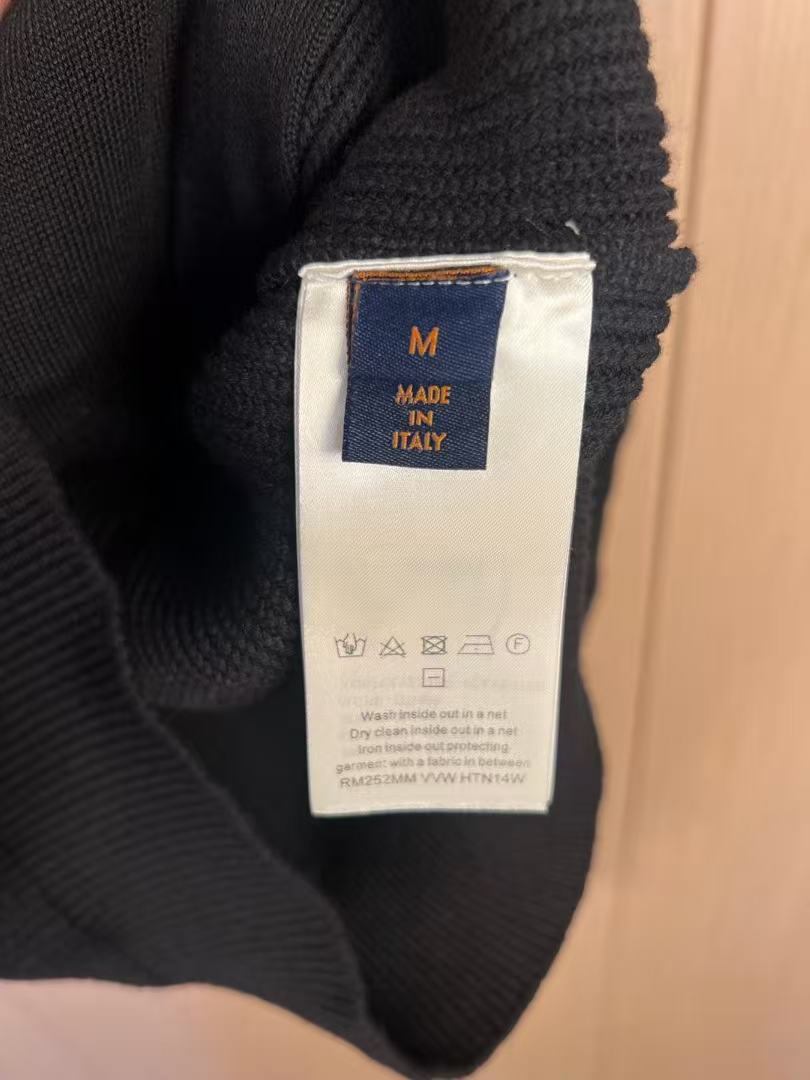 M
MADE
IN
ITALY
F
Wash inside out in a net
Dry clean inside out in a net
Iron inside out protecting
garment with a fabric in between
RM252MM VVW HTN14W